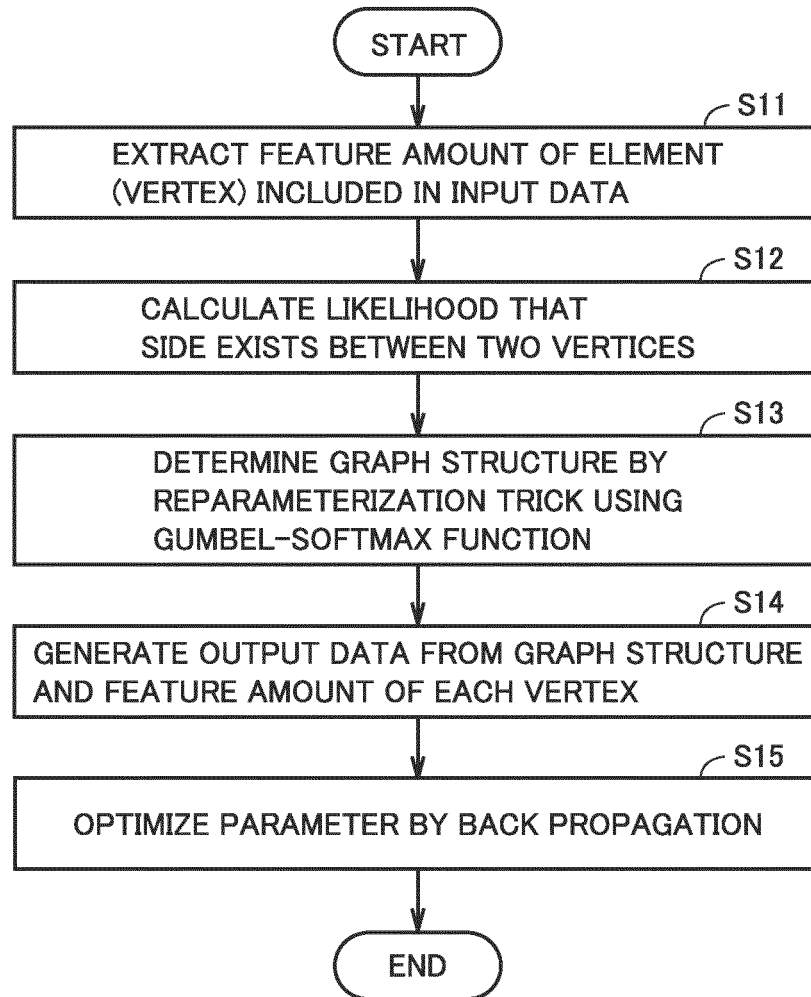 START
S11
EXTRACT FEATURE AMOUNT OF ELEMENT
(VERTEX) INCLUDED IN INPUT DATA
S12
CALCULATE LIKELIHOOD THAT
SIDE EXISTS BETWEEN TWO VERTICES
S13
DETERMINE GRAPH STRUCTURE BY
REPARAMETERIZATION TRICK USING
GUMBEL-SOFTMAX FUNCTION
S14
GENERATE OUTPUT DATA FROM GRAPH STRUCTURE
AND FEATURE AMOUNT OF EACH VERTEX
S15
OPTIMIZE PARAMETER BY BACK PROPAGATION
END